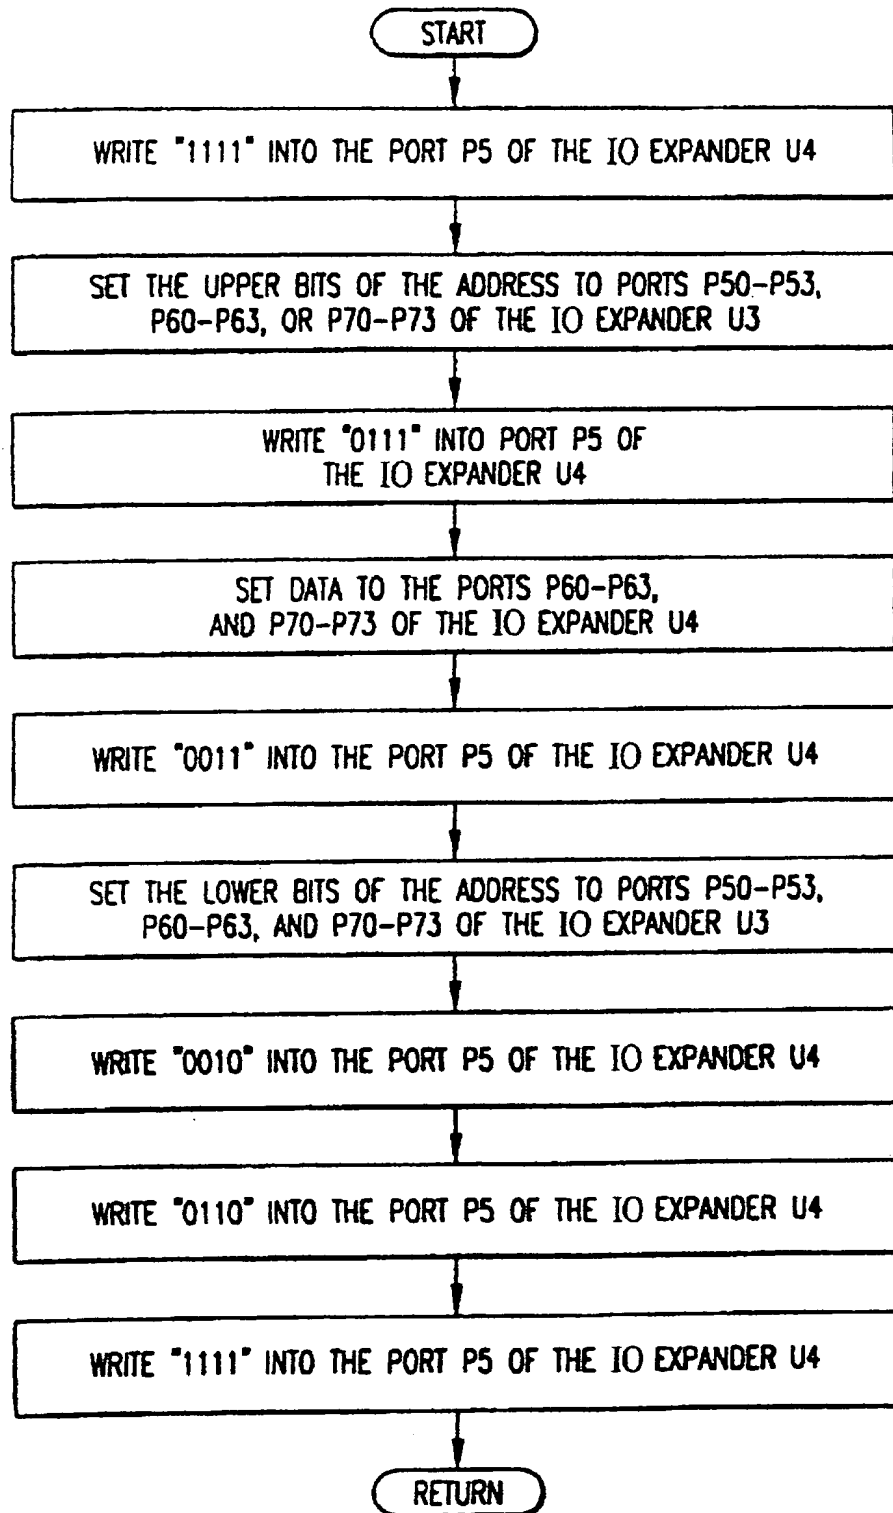 START
WRITE "1111" INTO THE PORT P5 OF THE IO EXPANDER U4
SET THE UPPER BITS OF THE ADDRESS TO PORTS P50-P53,
P60-P63, OR P70-P73 OF THE IO EXPANDER U3
WRITE "0111" INTO PORT P5 OF
THE IO EXPANDER U4
SET DATA TO THE PORTS P60-P63,
AND P70-P73 OF THE IO EXPANDER U4
WRITE "0011" INTO THE PORT P5 OF THE IO EXPANDER U4
SET THE LOWER BITS OF THE ADDRESS TO PORTS P50-P53,
P60-P63, AND P70-P73 OF THE IO EXPANDER U3
WRITE "0010" INTO THE PORT P5 OF THE IO EXPANDER U4
WRITE "0110" INTO THE PORT P5 OF THE IO EXPANDER U4
WRITE "1111" INTO THE PORT P5 OF THE IO EXPANDER U4
RETURN